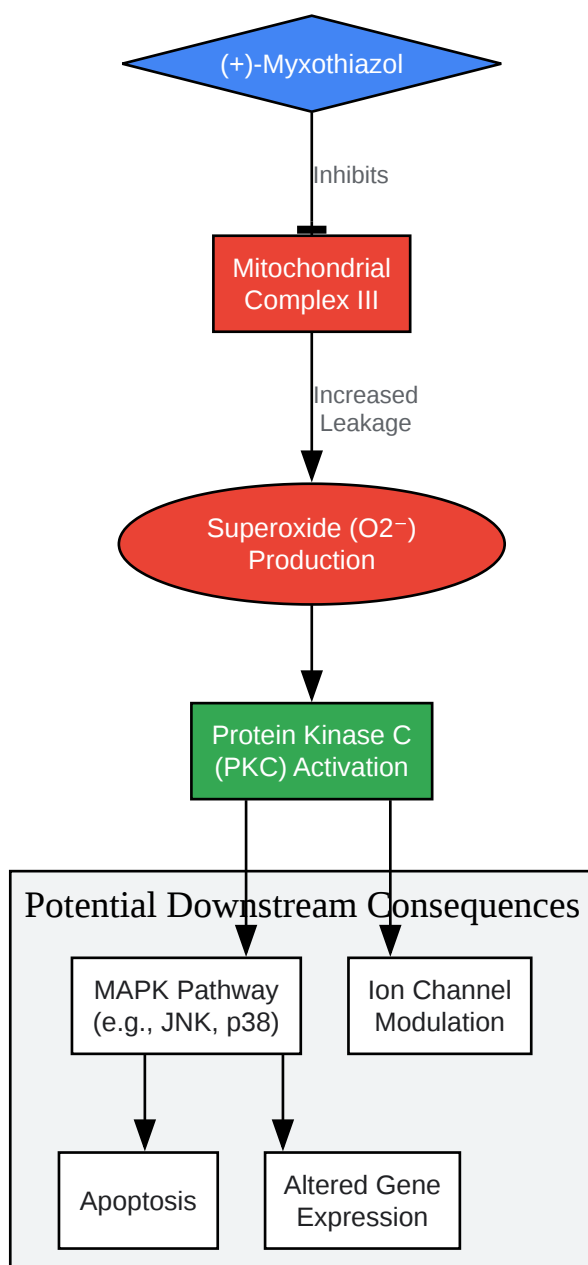 (+)-Myxothiazol
Inhibits
Mitochondrial
Complex III
Increased
Leakage
Superoxide (O2⁻)
Production
Protein Kinase C
(PKC) Activation
Potential Downstream Consequences
MAPK Pathway
(e.g., JNK, p38)
Ion Channel
Modulation
Apoptosis
Altered Gene
Expression